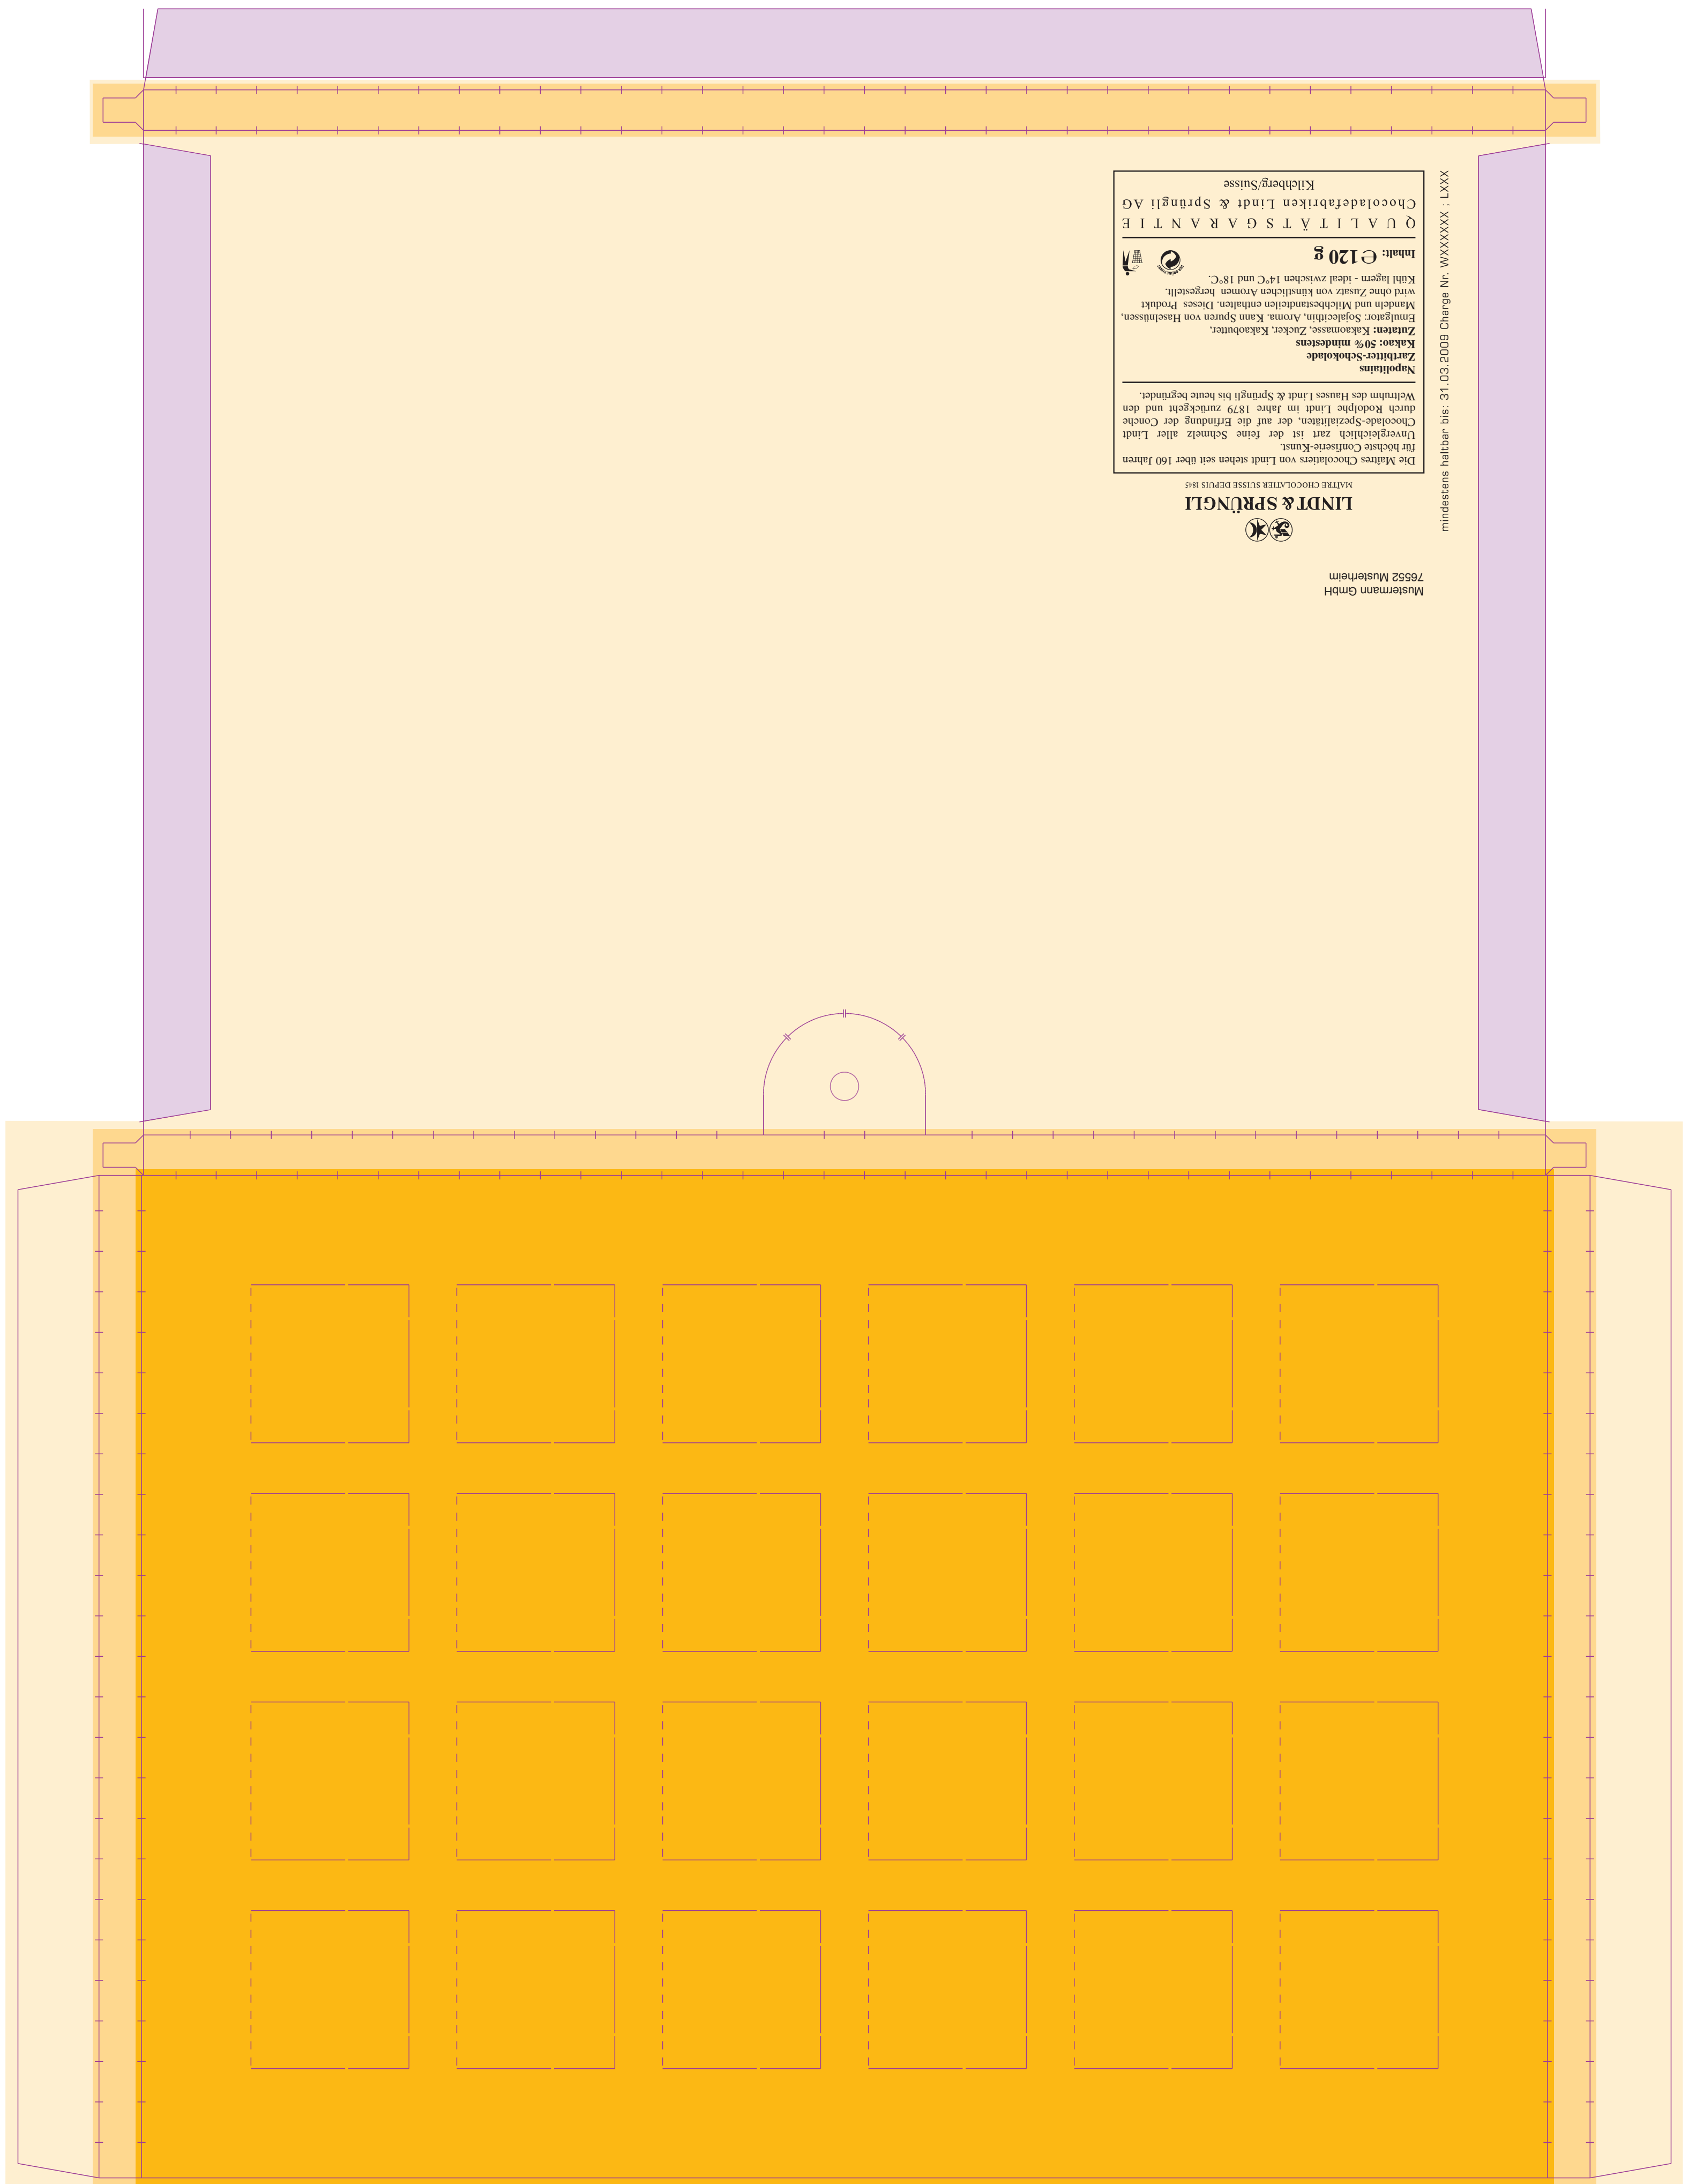 Mustermann GmbH
76552 Musterheim
LINDT & SPRÜNGLI
MAÎTRE CHOCOLATIER SUISSE DEPUIS 1845
Die Maîtres Chocolatiers von Lindt stehen seit über 160 Jahren
für höchste Confiserie-Kunst.
Unvergleichlich zart ist der feine Schmelz aller Lindt
Chocolade-Spezialitäten, der auf die Erfindung der Conche
durch Rodolphe Lindt im Jahre 1879 zurückgeht und den
Weltruhm des Hauses Lindt & Sprüngli bis heute begründet.
Napolitains
Zartbitter-Schokolade
Kakao: 50% mindestens
Zutaten: Kakaomasse, Zucker, Kakaobutter,
Emulgator: Sojalecithin, Aroma. Kann Spuren von Haselnüssen,
Mandeln und Milchbestandteilen enthalten. Dieses Produkt
wird ohne Zusatz von künstlichen Aromen hergestellt.
Kühl lagern - ideal zwischen 14°C und 18°C.
Inhalt: ℮ 120 g
QUALITÄTSGARANTIE
Chocoladefabriken Lindt & Sprüngli AG
Kilchberg/Suisse
mindestens haltbar bis: 31.03.2009 Charge Nr. WXXXXXX ; LXXX